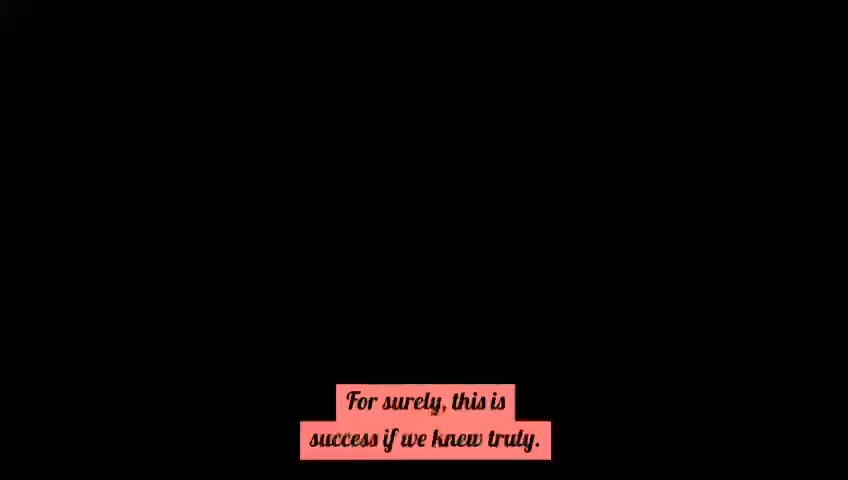 For surely, this is
success if we knew truly.